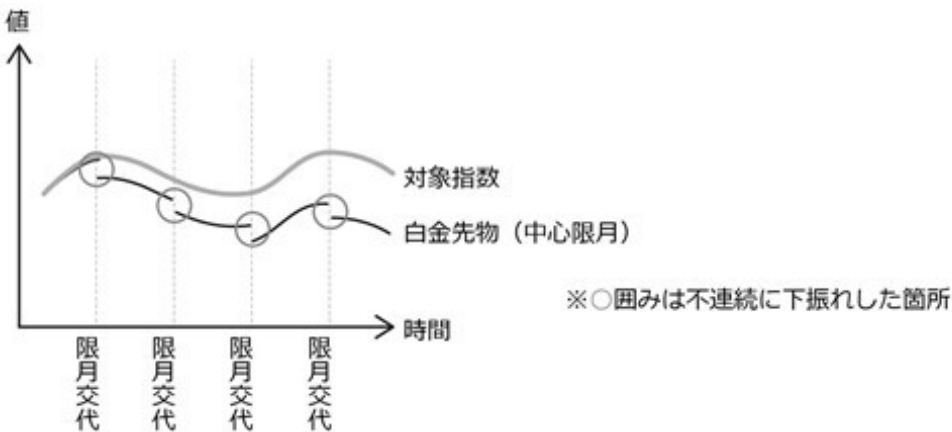 値
対象指数
白金先物（中心限月）
※○囲みは不連続に下振れした箇所
時間
限月交代
限月交代
限月交代
限月交代